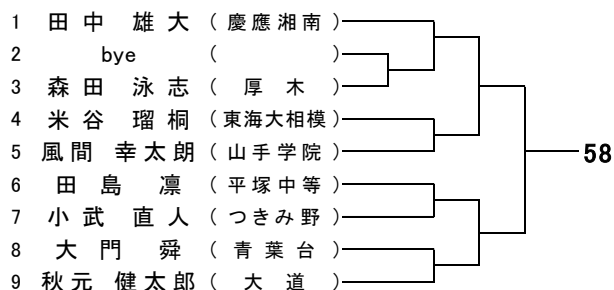 1 田中 雄大 (慶應湘南)
2 bye ( )
3 森田 泳志 (厚木)
4 米谷 瑠桐 (東海大相模)
5 風間 幸太朗 (山手学院)
6 田島 凛 (平塚中等)
7 小武 直人 (つきみ野)
8 大門 舜 (青葉台)
9 秋元 健太郎 (大道)
58